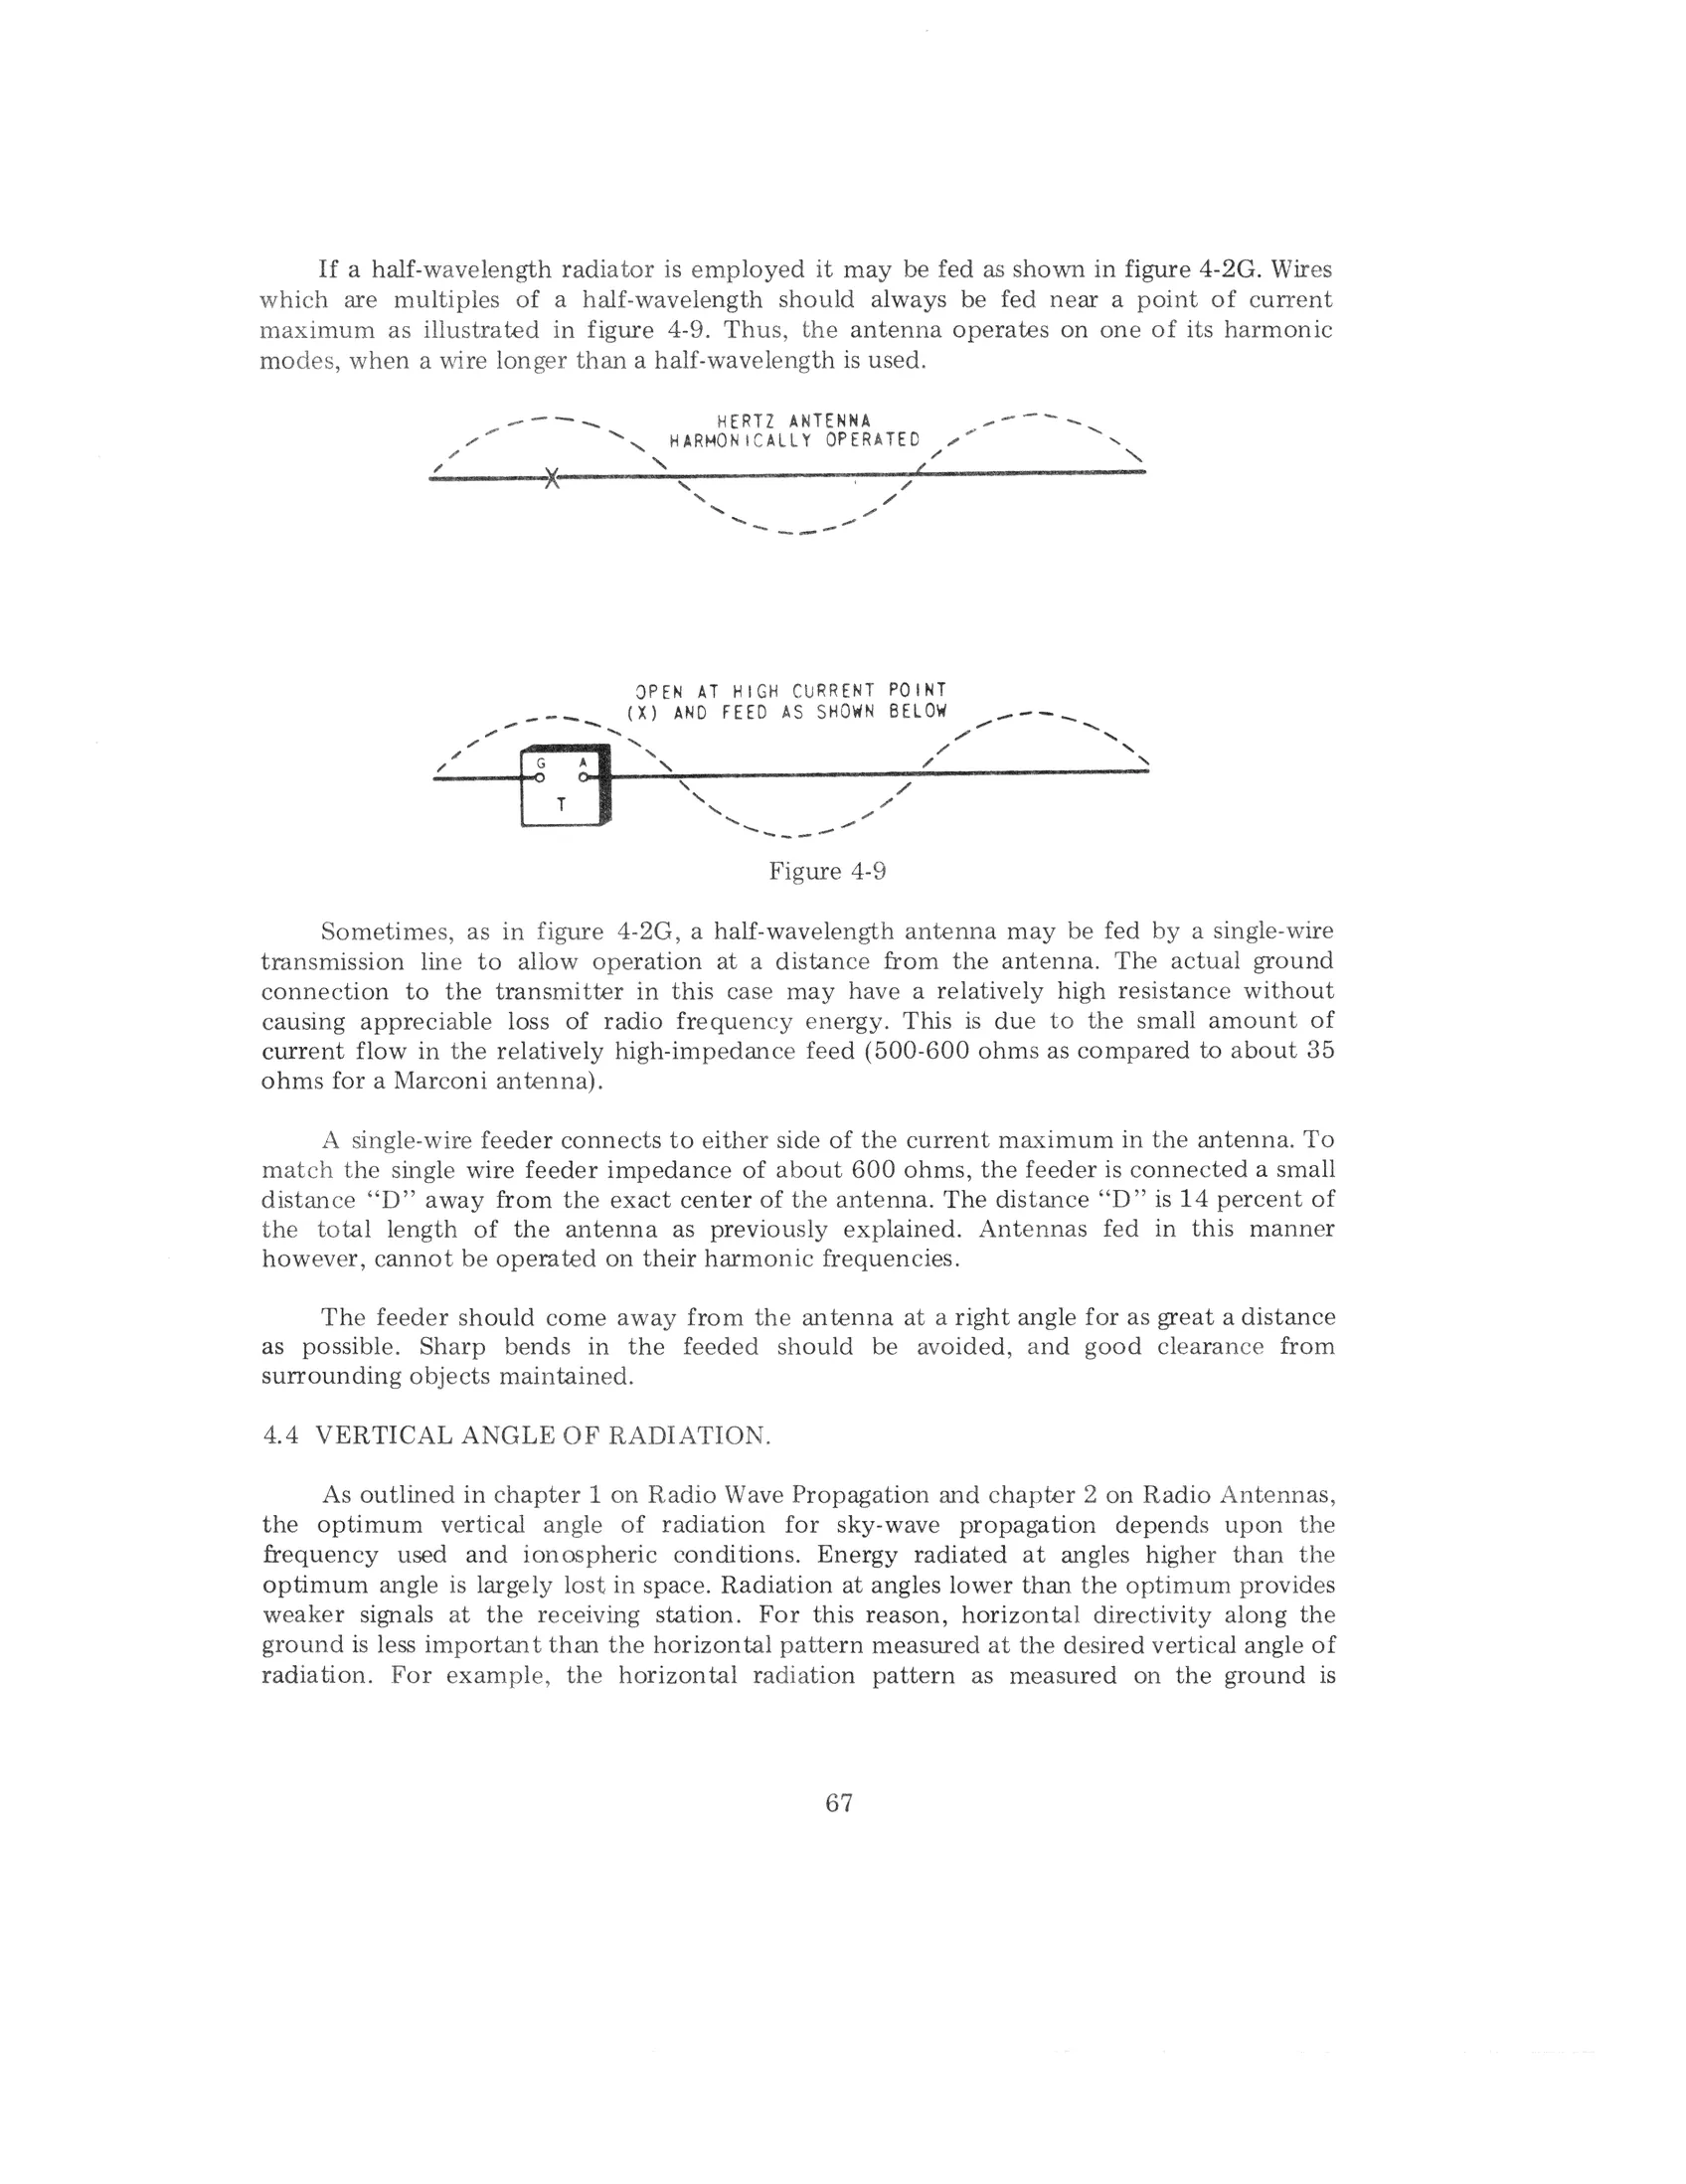 If a half-wavelength radiator is employed it may be fed as shown in figure 4-2G. Wires
which are multiples of a half-wavelength should always be fed near a point of current
maximum as illustrated in figure 4-9. Thus, the antenna operates on one of its harmonic
modes, when a wire longer than a half-wavelength is used.
HERTZ ANTENNA
HARMONICALLY OPERATED
X
OPEN AT HIGH CURRENT POINT
(X) AND FEED AS SHOWN BELOW
G A
T
Figure 4-9
Sometimes, as in figure 4-2G, a half-wavelength antenna may be fed by a single-wire
transmission line to allow operation at a distance from the antenna. The actual ground
connection to the transmitter in this case may have a relatively high resistance without
causing appreciable loss of radio frequency energy. This is due to the small amount of
current flow in the relatively high-impedance feed (500-600 ohms as compared to about 35
ohms for a Marconi antenna).
A single-wire feeder connects to either side of the current maximum in the antenna. To
match the single wire feeder impedance of about 600 ohms, the feeder is connected a small
distance “D” away from the exact center of the antenna. The distance “D” is 14 percent of
the total length of the antenna as previously explained. Antennas fed in this manner
however, cannot be operated on their harmonic frequencies.
The feeder should come away from the antenna at a right angle for as great a distance
as possible. Sharp bends in the feeded should be avoided, and good clearance from
surrounding objects maintained.
4.4 VERTICAL ANGLE OF RADIATION.
As outlined in chapter 1 on Radio Wave Propagation and chapter 2 on Radio Antennas,
the optimum vertical angle of radiation for sky-wave propagation depends upon the
frequency used and ionospheric conditions. Energy radiated at angles higher than the
optimum angle is largely lost in space. Radiation at angles lower than the optimum provides
weaker signals at the receiving station. For this reason, horizontal directivity along the
ground is less important than the horizontal pattern measured at the desired vertical angle of
radiation. For example, the horizontal radiation pattern as measured on the ground is
67